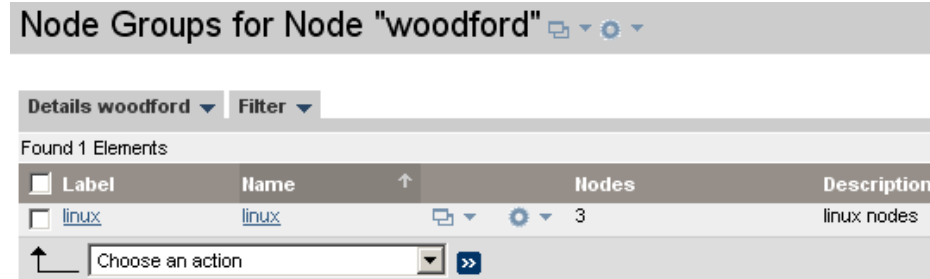 Node Groups for Node "woodford"
Details woodford Filter
Found 1 Elements
Label Name Nodes Description
linux linux 3 linux nodes
Choose an action